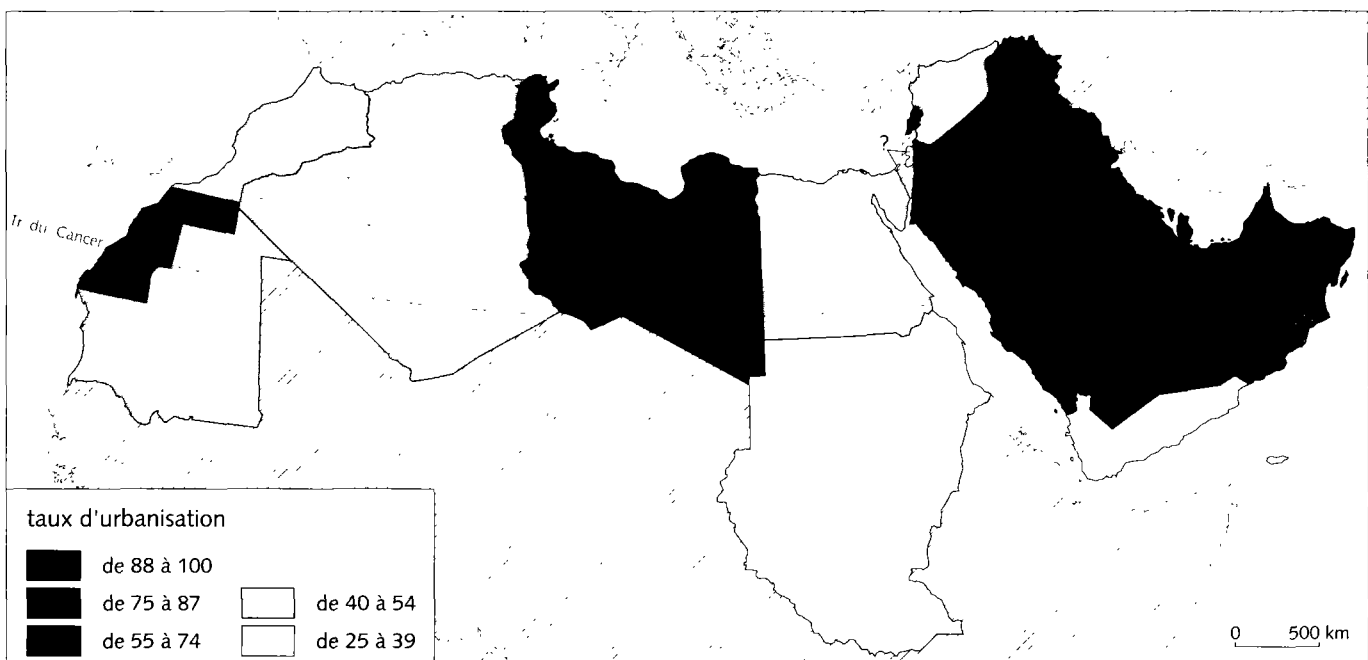 ?
Tr du Cancer
taux d'urbanisation
de 88 à 100
de 75 à 87
de 55 à 74
de 40 à 54
de 25 à 39
0 500 km